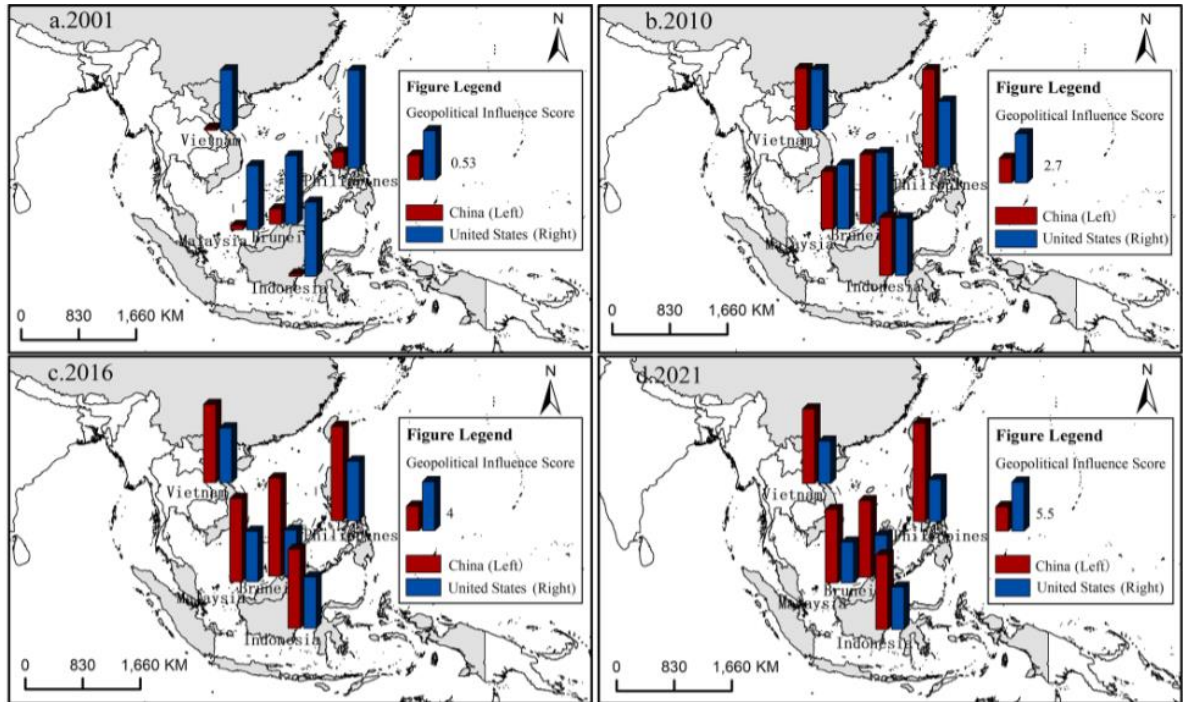 a.2001
N
Figure Legend
Geopolitical Influence Score
0.53
China (Left)
United States (Right)
Vietnam
Philippines
Malaysia
Brunei
Indonesia
0 830 1,660 KM
b.2010
N
Figure Legend
Geopolitical Influence Score
2.7
China (Left)
United States (Right)
Vietnam
Philippines
Malaysia
Brunei
Indonesia
0 830 1,660 KM
c.2016
N
Figure Legend
Geopolitical Influence Score
4
China (Left)
United States (Right)
Vietnam
Philippines
Malaysia
Brunei
Indonesia
0 830 1,660 KM
d.2021
N
Figure Legend
Geopolitical Influence Score
5.5
China (Left)
United States (Right)
Vietnam
Philippines
Malaysia
Brunei
Indonesia
0 830 1,660 KM